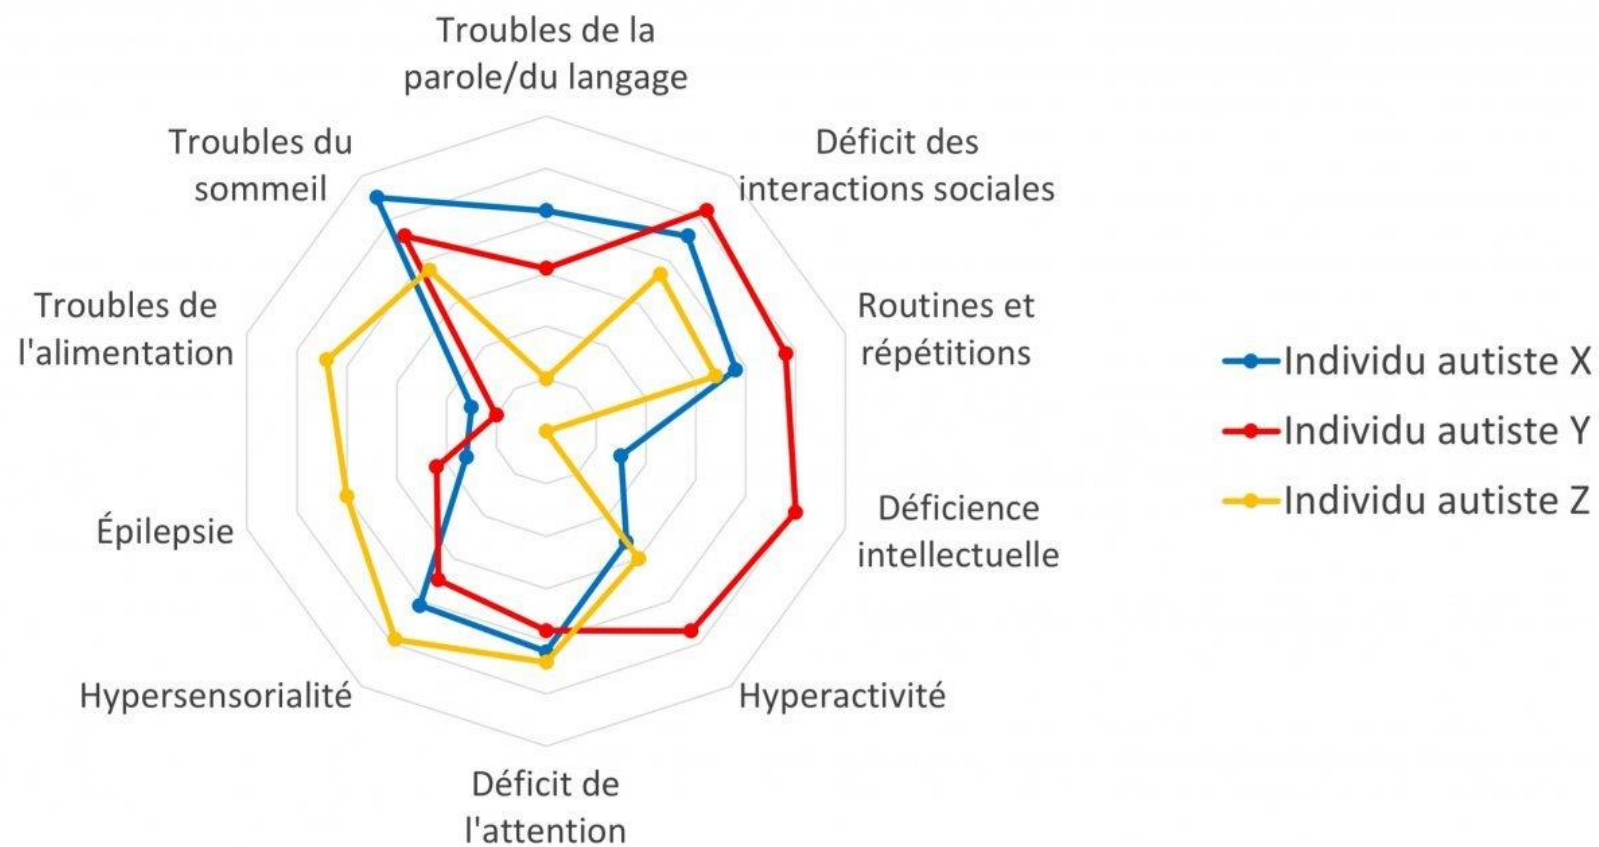 Troubles de la
parole/du langage
Déficit des
interactions sociales
Routines et
répétitions
Déficience
intellectuelle
Hyperactivité
Déficit de
l'attention
Hypersensorialité
Épilepsie
Troubles de
l'alimentation
Troubles du
sommeil
Individu autiste X
Individu autiste Y
Individu autiste Z